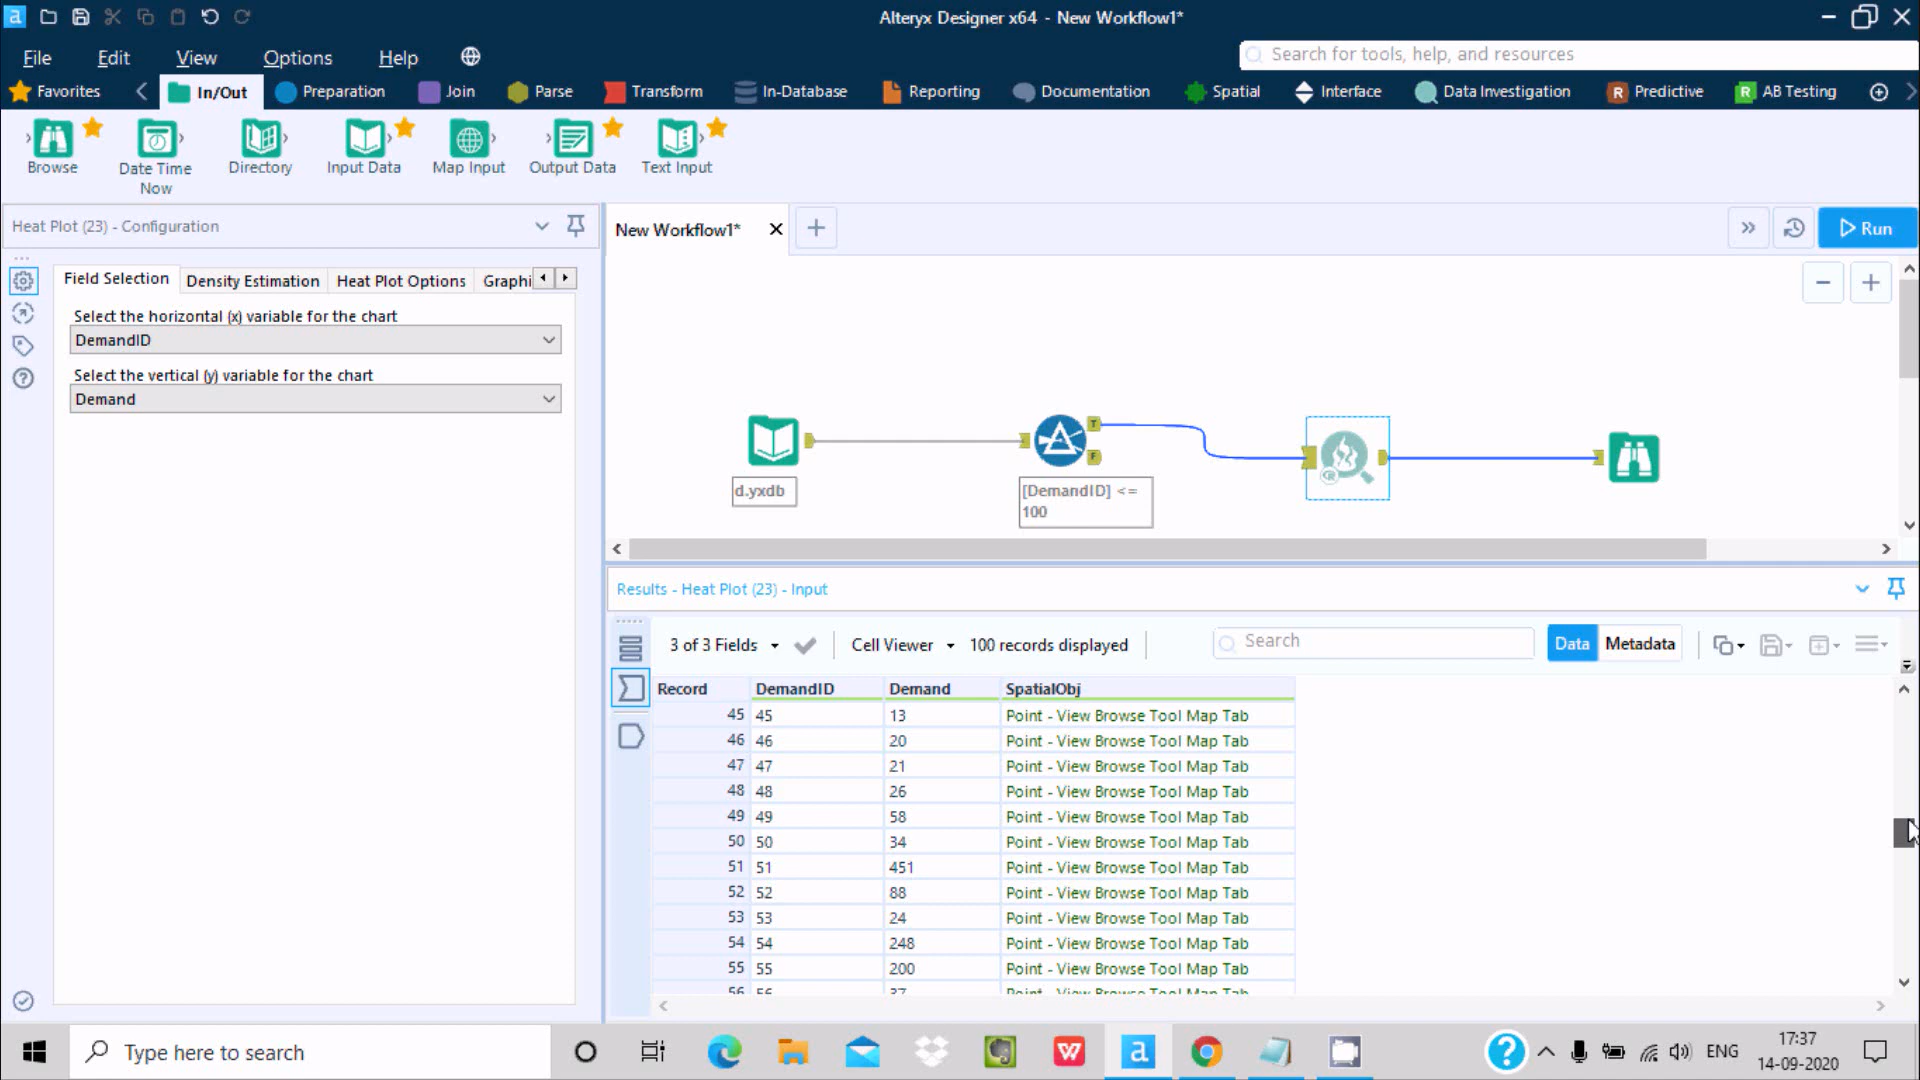 Alteryx Designer x64 - New Workflow1*
File Edit View Options Help
Search for tools, help, and resources
Favorites In/Out Preparation Join Parse Transform In-Database Reporting Documentation Spatial Interface Data Investigation Predictive AB Testing
Browse Date Time Now Directory Input Data Map Input Output Data Text Input
Heat Plot (23) - Configuration
New Workflow1*
Run
Field Selection Density Estimation Heat Plot Options Graphi
Select the horizontal (x) variable for the chart
DemandID
Select the vertical (y) variable for the chart
Demand
T
F
d.yxdb
[DemandID] <=
100
Results - Heat Plot (23) - Input
3 of 3 Fields Cell Viewer 100 records displayed Search Data Metadata
Record DemandID Demand SpatialObj
45 45 13 Point - View Browse Tool Map Tab
46 46 20 Point - View Browse Tool Map Tab
47 47 21 Point - View Browse Tool Map Tab
48 48 26 Point - View Browse Tool Map Tab
49 49 58 Point - View Browse Tool Map Tab
50 50 34 Point - View Browse Tool Map Tab
51 51 451 Point - View Browse Tool Map Tab
52 52 88 Point - View Browse Tool Map Tab
53 53 24 Point - View Browse Tool Map Tab
54 54 248 Point - View Browse Tool Map Tab
55 55 200 Point - View Browse Tool Map Tab
56 56 37 Point - View Browse Tool Map Tab
Type here to search
ENG
17:37
14-09-2020